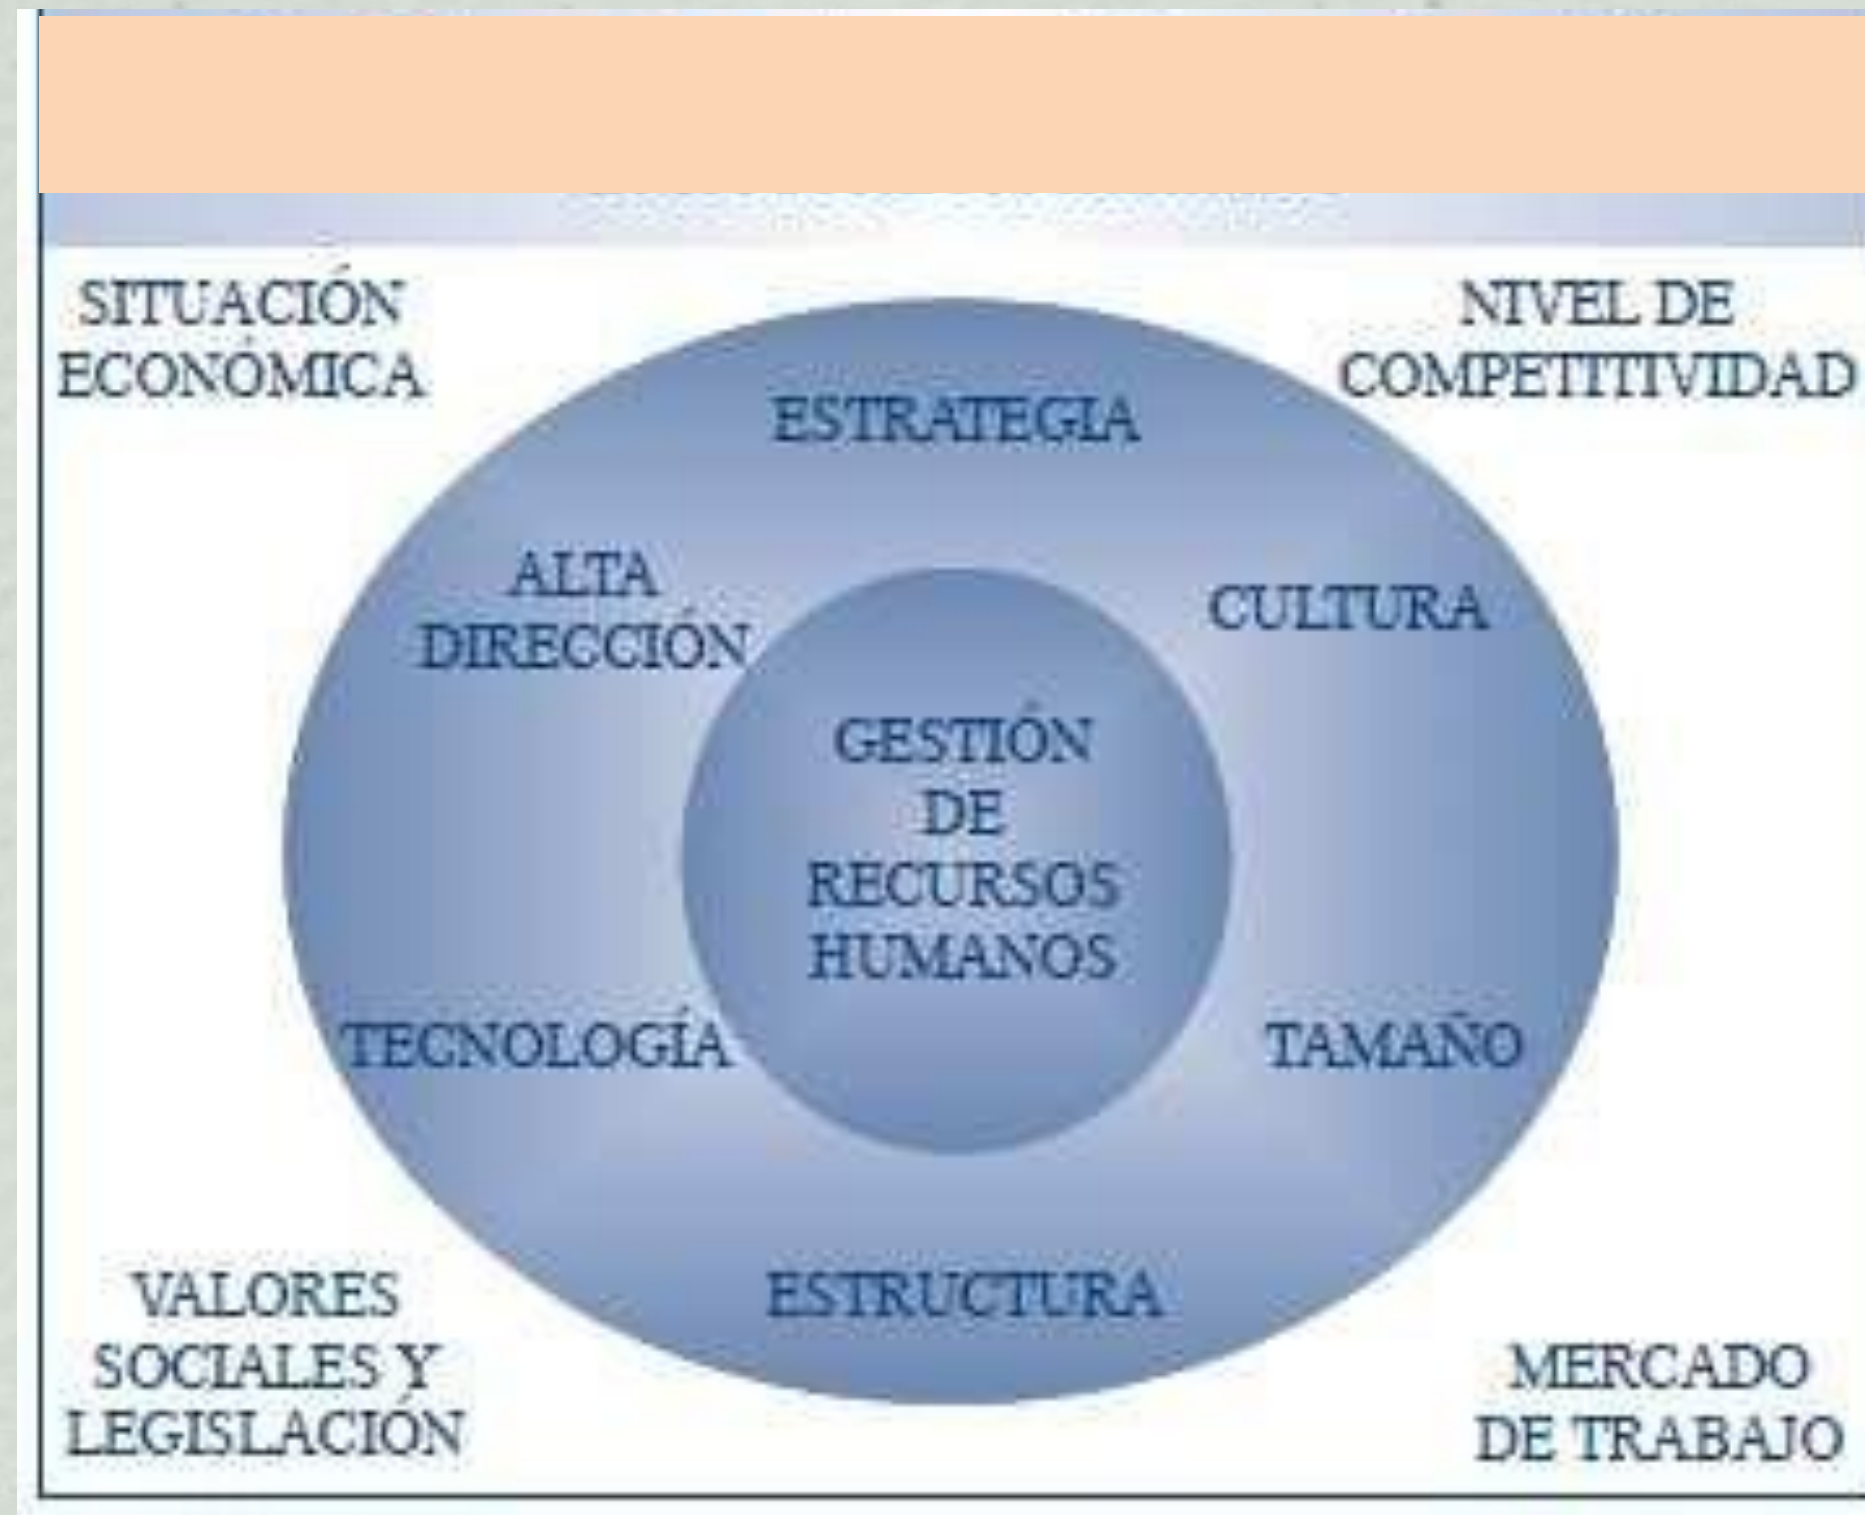 SITUACIÓN
ECONÓMICA
NIVEL DE
COMPETITIVIDAD
ESTRATEGIA
ALTA
DIRECCIÓN
CULTURA
GESTIÓN
DE
RECURSOS
HUMANOS
TECNOLOGÍA
TAMAÑO
ESTRUCTURA
VALORES
SOCIALES Y
LEGISLACIÓN
MERCADO
DE TRABAJO